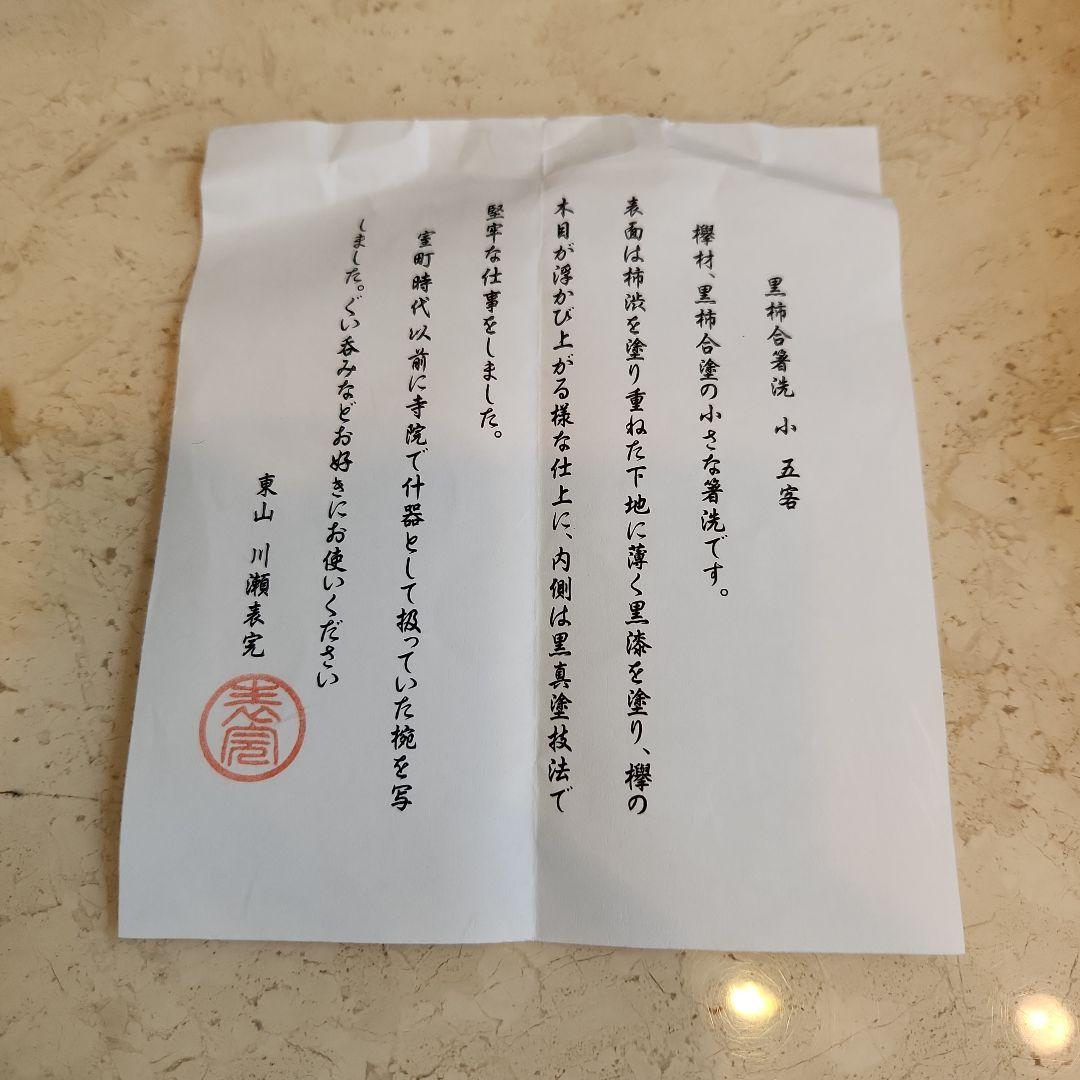 黒柿合箸洗 小 五客
欅材、黒柿合塗の小さな箸洗です。
表面は柿渋を塗り重ねた下地に薄く黒漆を塗り、欅の
木目が浮かび上がる様な仕上に、内側は黒真塗技法で
堅牢な仕事をしました。
室町時代以前に寺院で什器として扱っていた椀を写
しました。ぐい呑みなどお好きにお使いください
東山 川瀬表完
表完